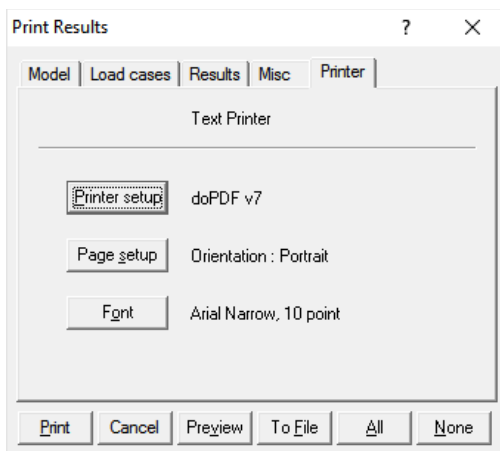 Print Results ?
Model Load cases Results Misc Printer
Text Printer
Printer setup doPDF v7
Page setup Orientation : Portrait
Font Arial Narrow, 10 point
Print Cancel Preview To File All None